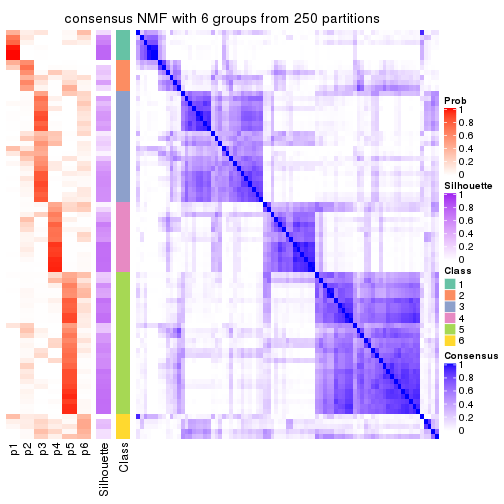 consensus NMF with 6 groups from 250 partitions
Prob
1
0.8
0.6
0.4
0.2
0
Silhouette
1
0.8
0.6
0.4
0.2
0
Class
1
2
3
4
5
6
Consensus
1
0.8
0.6
0.4
0.2
0
p1
p2
p3
p4
p5
p6
Silhouette
Class